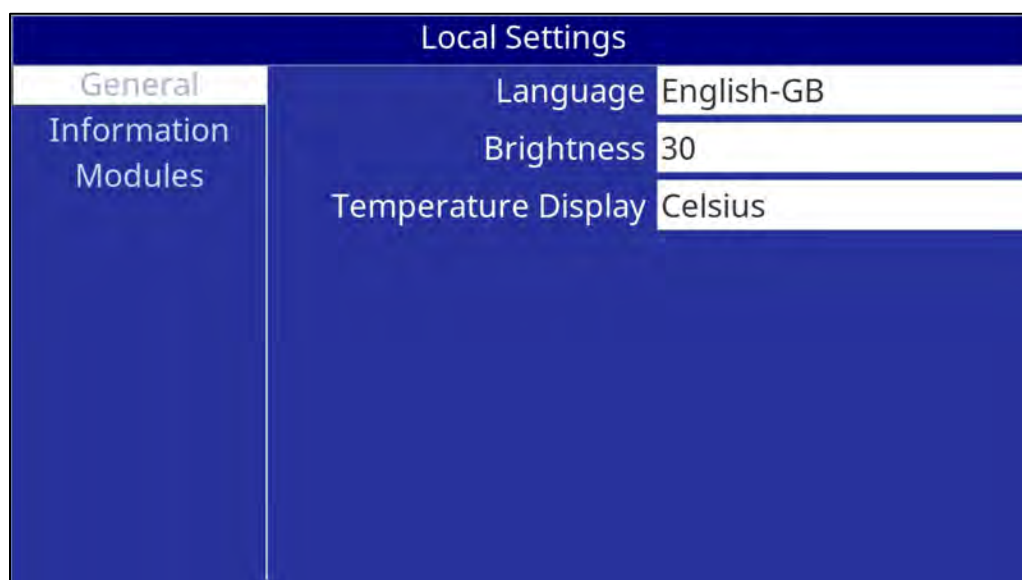 Local Settings
General
Information
Modules
Language English-GB
Brightness 30
Temperature Display Celsius